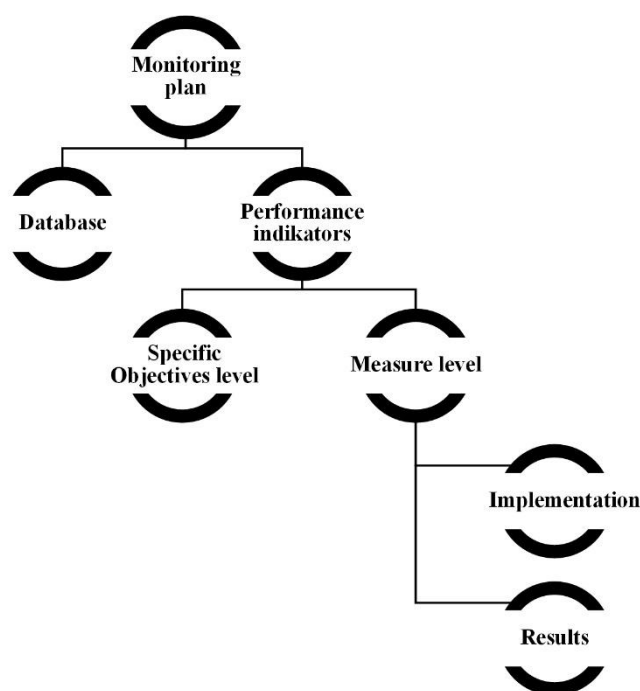 Monitoring
plan
Database
Performance
indikators
Specific
Objectives level
Measure level
Implementation
Results